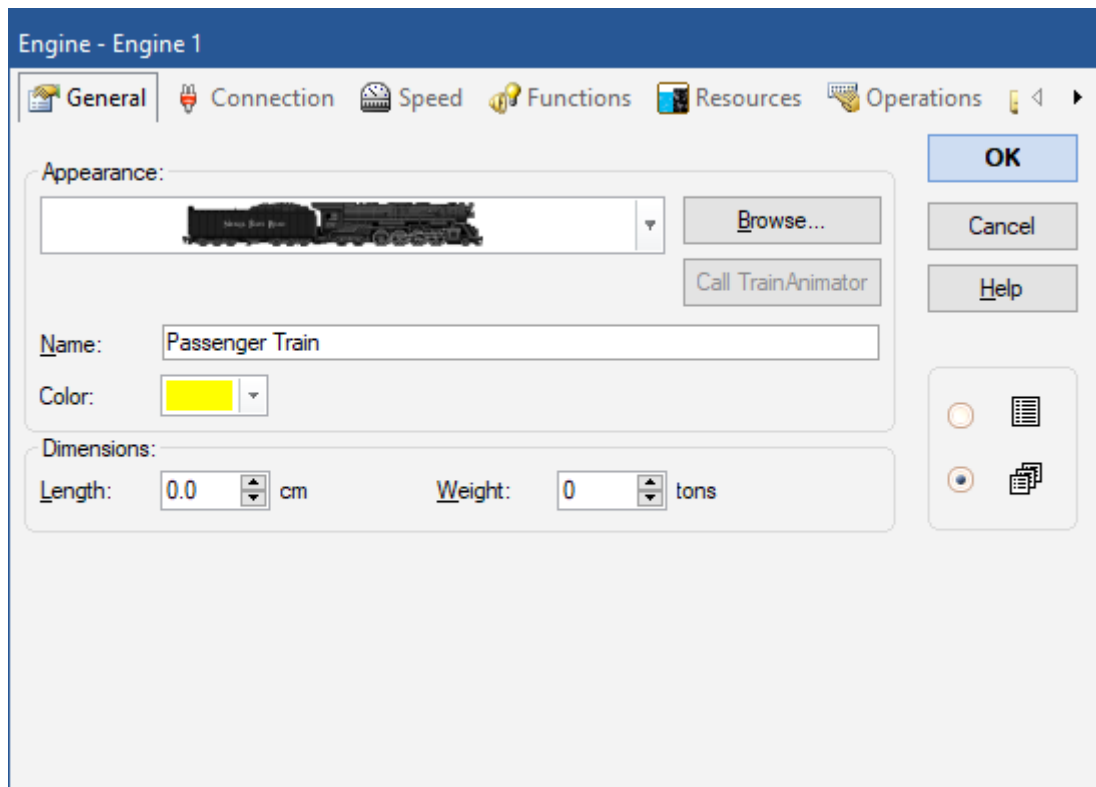 Engine - Engine 1
General Connection Speed Functions Resources Operations
OK
Appearance:
Browse...
Cancel
Call TrainAnimator
Help
Name: Passenger Train
Color:
Dimensions:
Length: 0.0 cm Weight: 0 tons